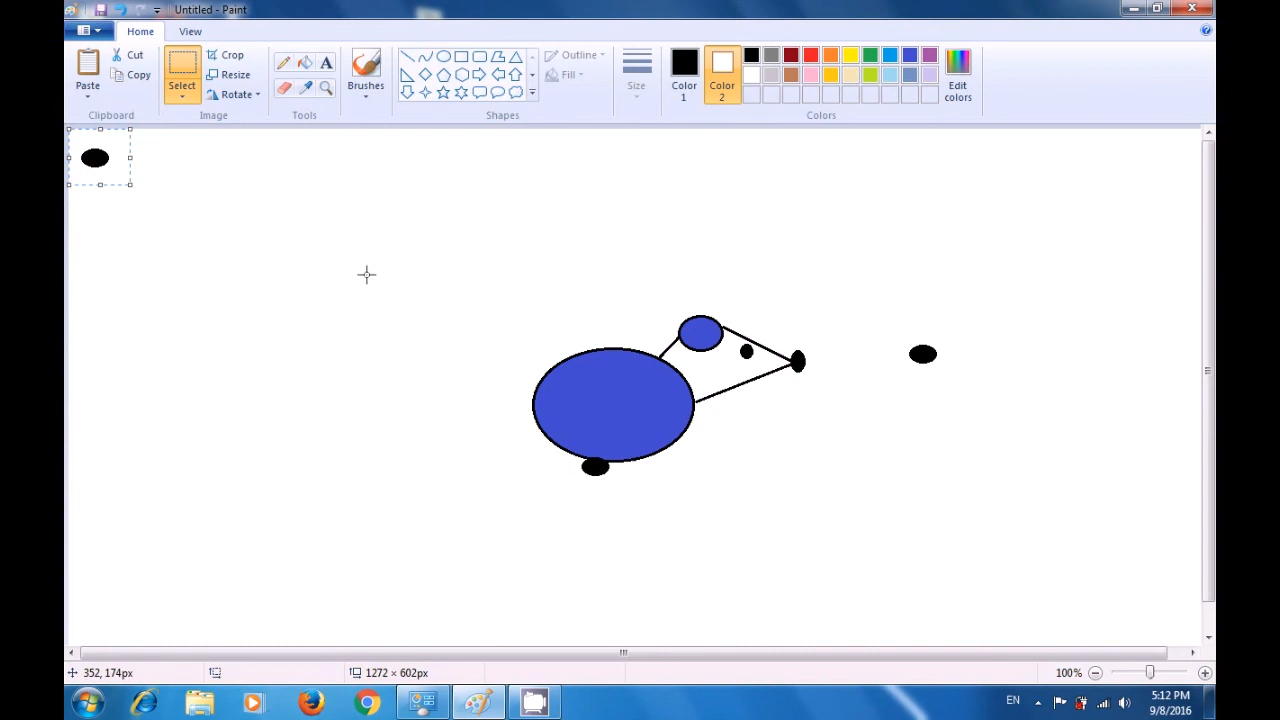 Untitled - Paint
Home View
Paste
Cut
Copy
Clipboard
Select
Crop
Resize
Rotate
Image
A
Tools
Brushes
Shapes
Outline
Fill
Size
Color 1
Color 2
Edit colors
Colors
352, 174px
1272 × 602px
100%
EN
5:12 PM
9/8/2016